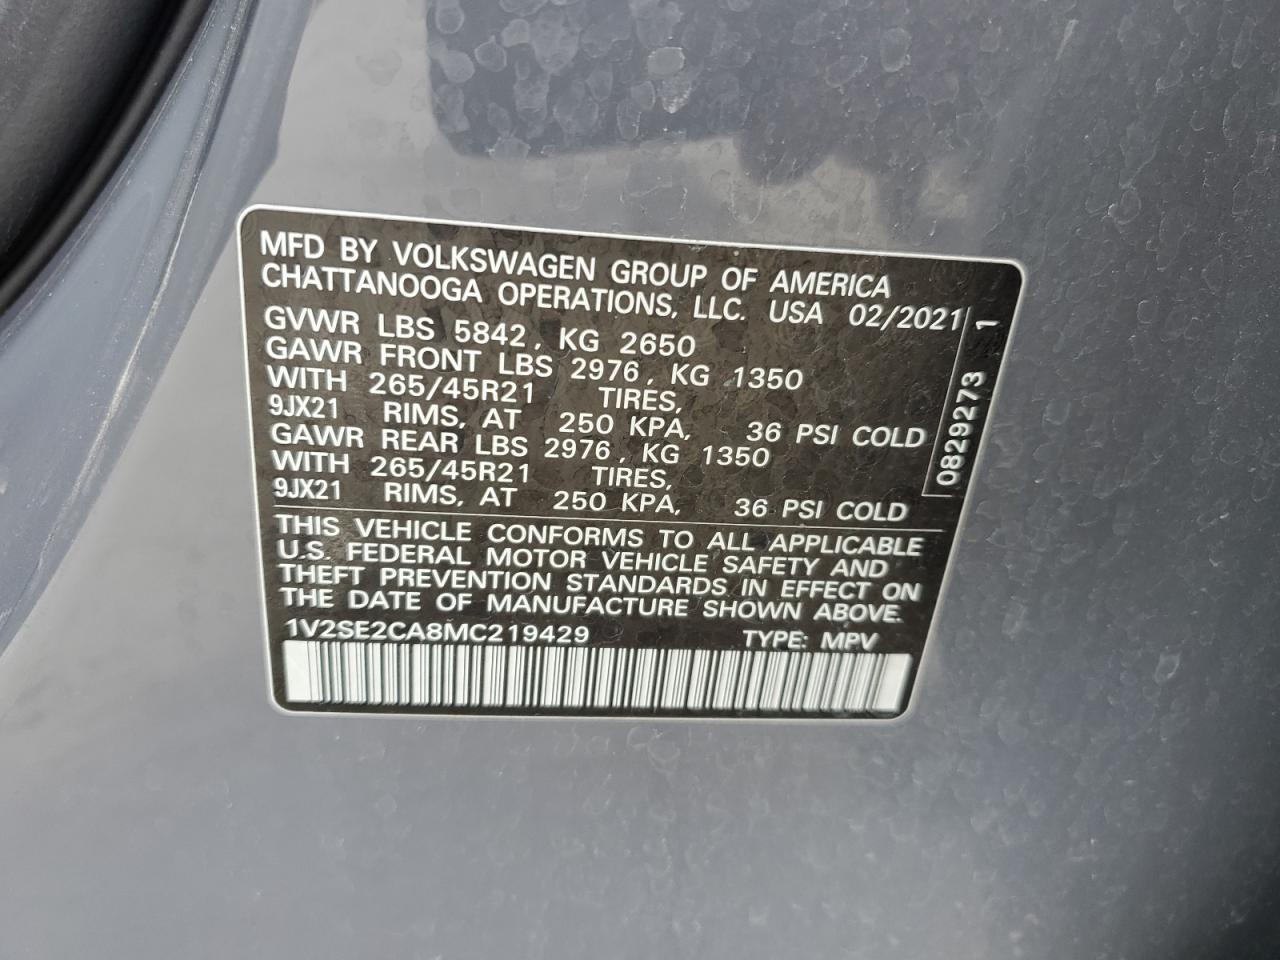 MFD BY VOLKSWAGEN GROUP OF AMERICA
CHATTANOOGA OPERATIONS, LLC. USA 02/2021
GVWR LBS 5842, KG 2650
GAWR FRONT LBS 2976, KG 1350
WITH 265/45R21 TIRES,
9JX21 RIMS, AT 250 KPA, 36 PSI COLD
GAWR REAR LBS 2976, KG 1350
WITH 265/45R21 TIRES,
9JX21 RIMS, AT 250 KPA, 36 PSI COLD
0829273 1
THIS VEHICLE CONFORMS TO ALL APPLICABLE
U.S. FEDERAL MOTOR VEHICLE SAFETY AND
THEFT PREVENTION STANDARDS IN EFFECT ON
THE DATE OF MANUFACTURE SHOWN ABOVE.
1V2SE2CA8MC219429 TYPE: MPV